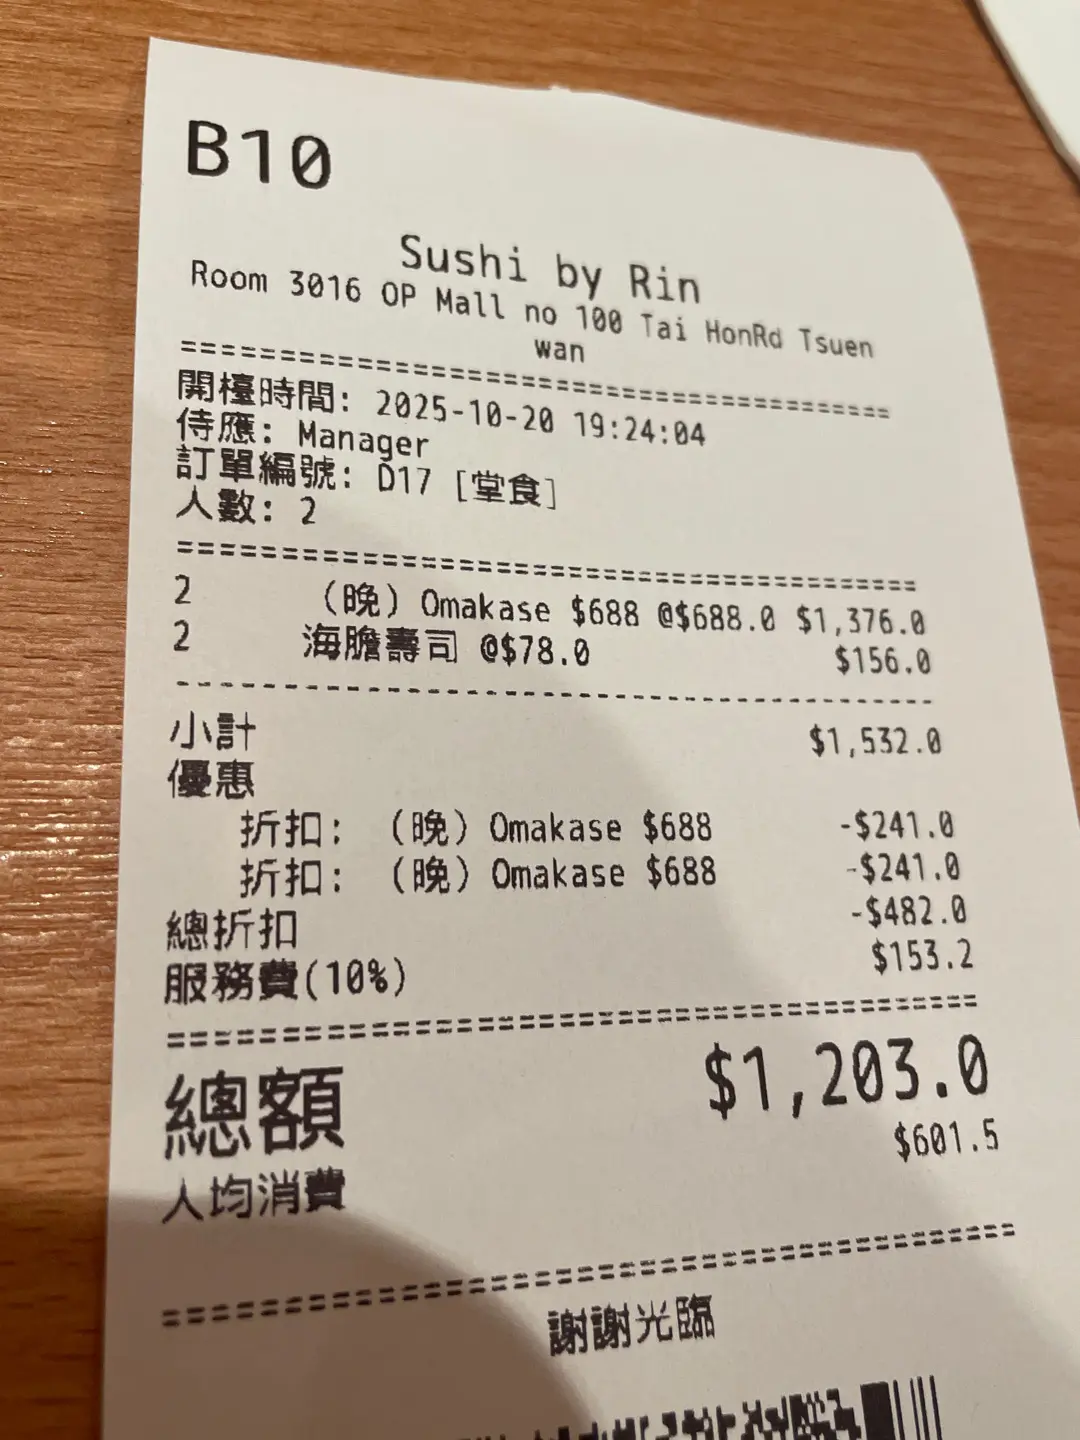 B10
Sushi by Rin
Room 3016 OP Mall no 100 Tai HonRd Tsuen
wan
========================================
開檯時間: 2025-10-20 19:24:04
侍應: Manager
訂單編號: D17 [堂食]
人數: 2
========================================
2 (晚) Omakase $688 @$688.0 $1,376.0
2 海膽壽司 @$78.0 $156.0
----------------------------------------
小計 $1,532.0
優惠
折扣: (晚) Omakase $688 -$241.0
折扣: (晚) Omakase $688 -$241.0
總折扣 -$482.0
服務費(10%) $153.2
========================================
總額 $1,203.0
人均消費 $601.5
========================================
謝謝光臨